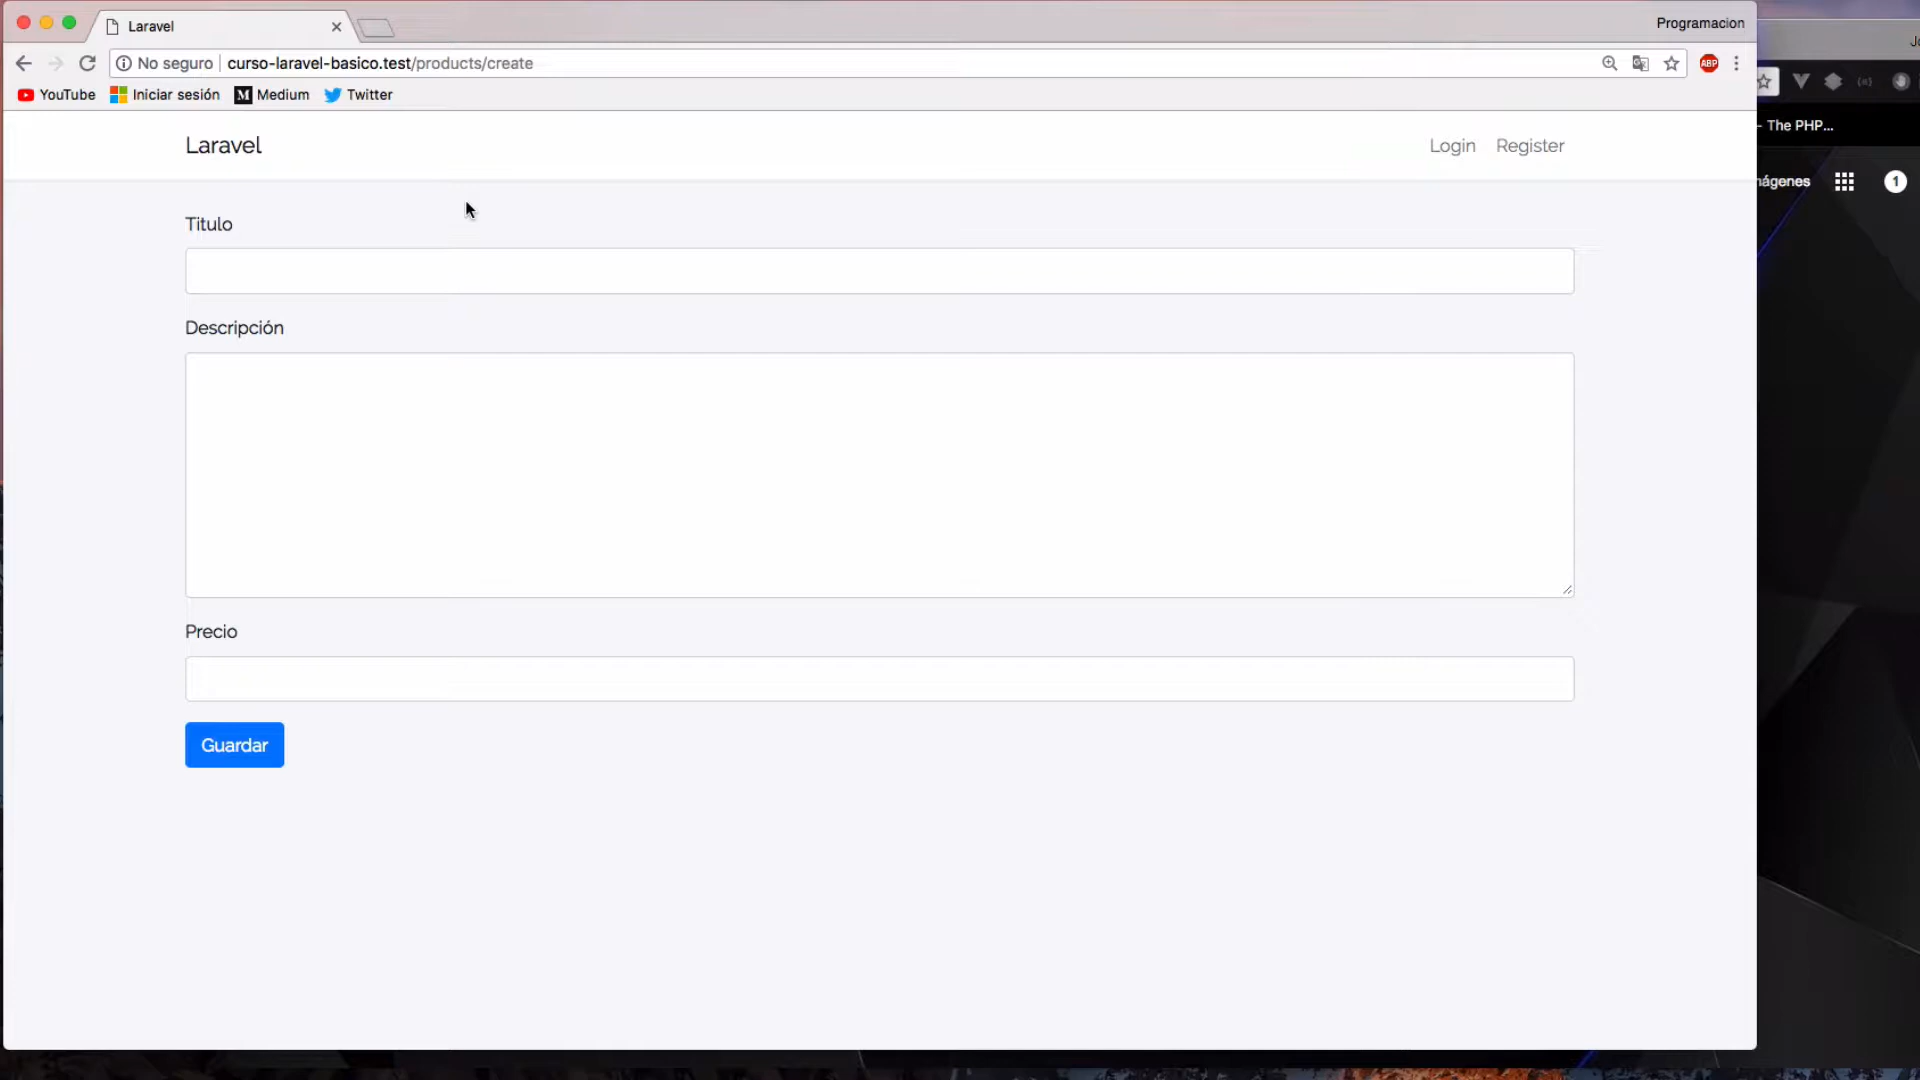 Laravel
Programacion
No seguro curso-laravel-basico.test/products/create
ABP
YouTube Iniciar sesión Medium Twitter
- The PHP...
Laravel Login Register
1
Titulo
Descripción
Precio
Guardar